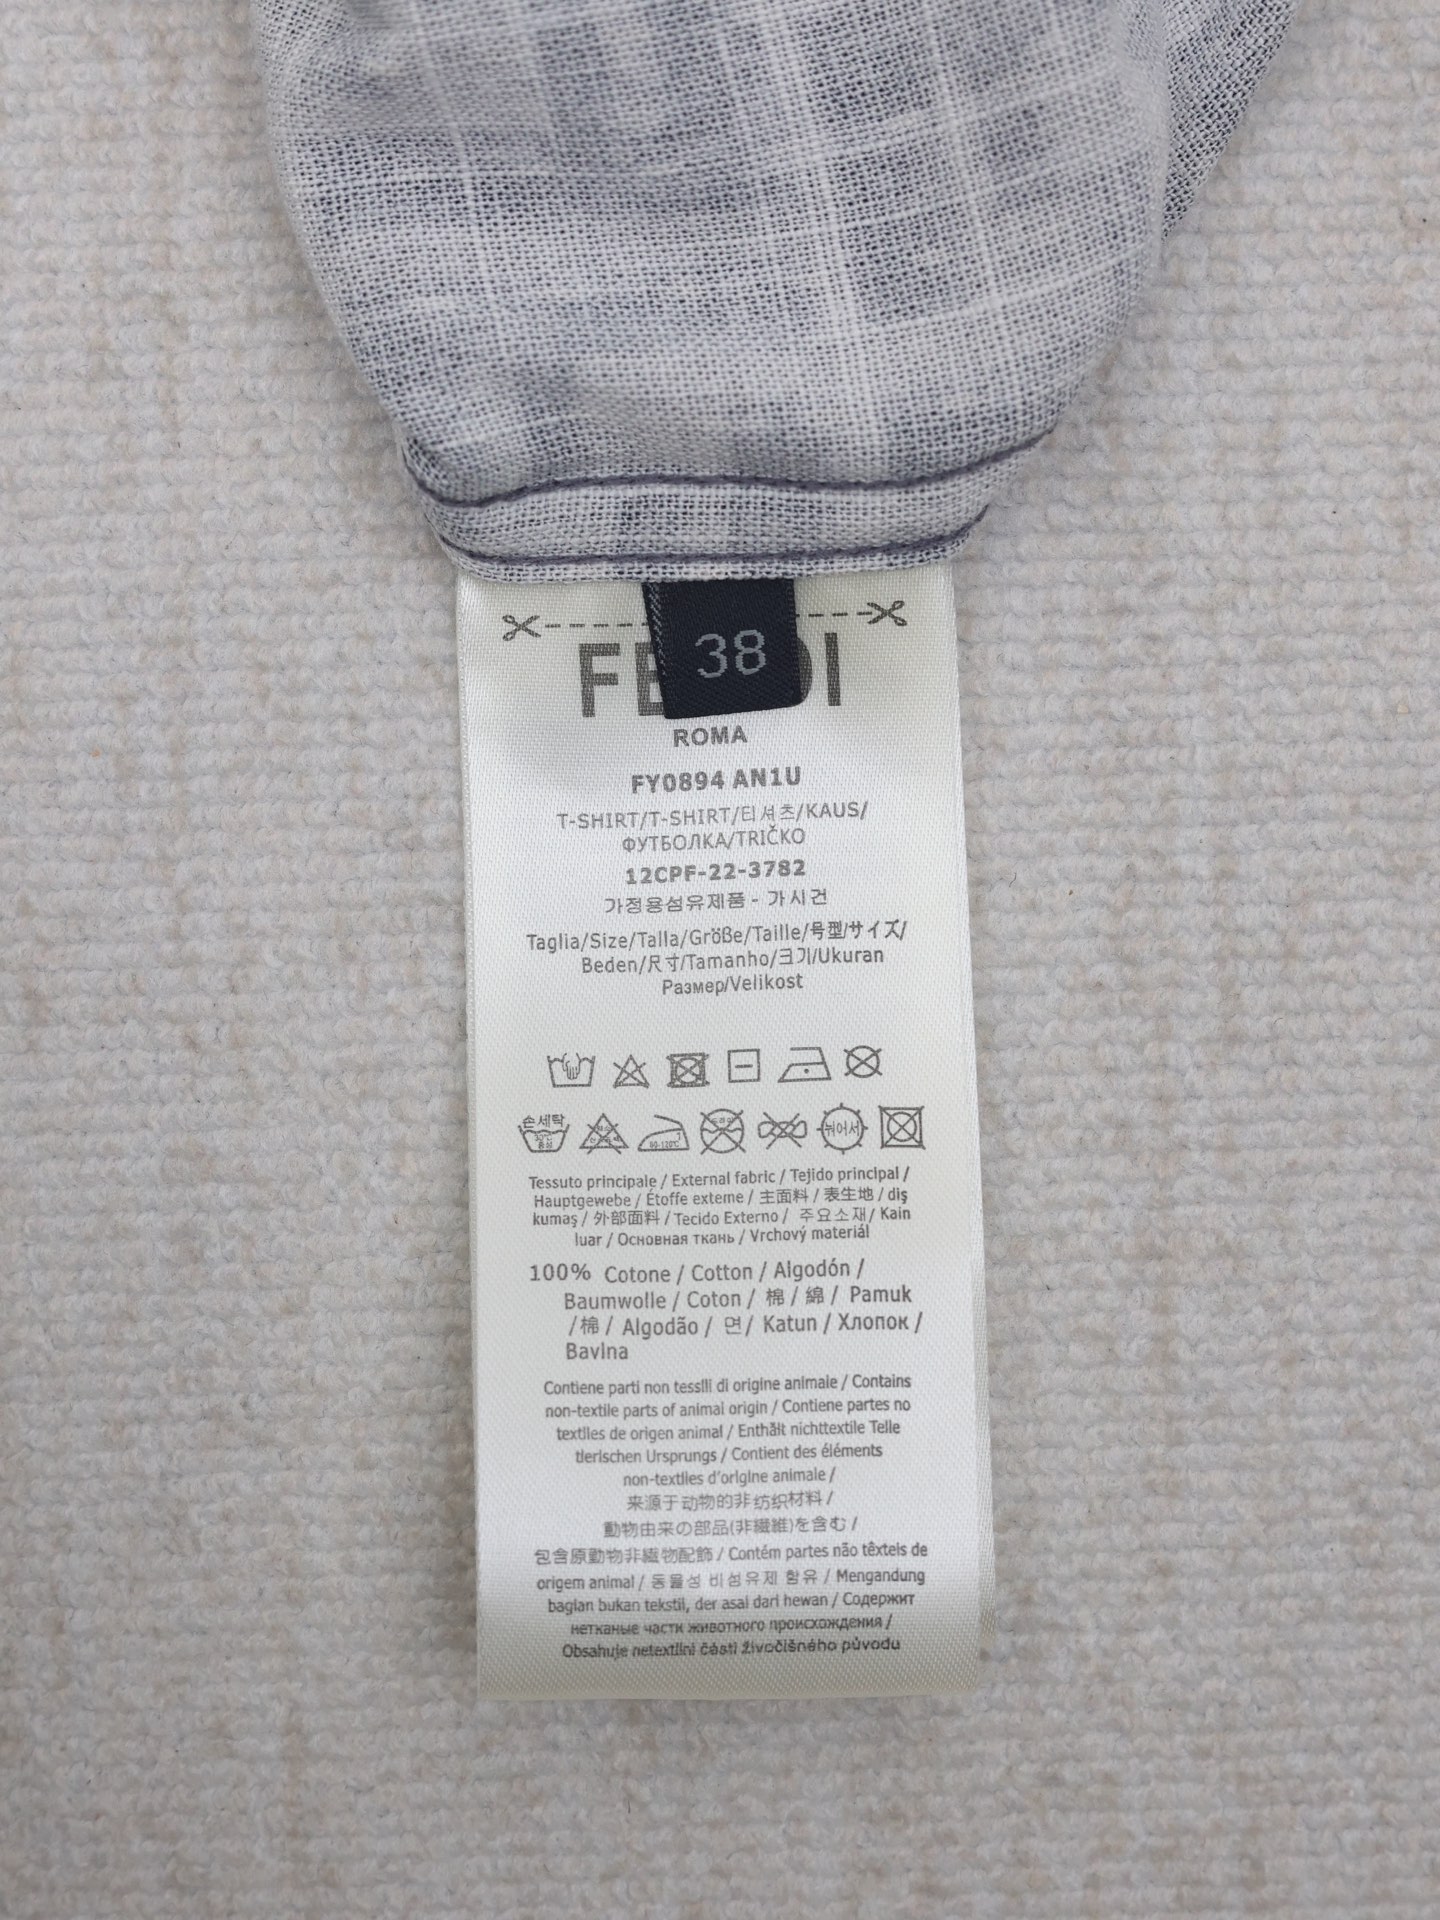 38
FE DI
ROMA
FY0894 AN1U
T-SHIRT/T-SHIRT/티셔츠/KAUS/
ФУТБОЛКА/TRIČKO
12CPF-22-3782
가정용섬유제품 - 가시건
Taglia/Size/Talla/Größe/Taille/号型/サイズ/
Beden/尺寸/Tamanho/크기/Ukuran
Размер/Velikost
손세탁
30℃
중성
90-120℃
뉘어서
Tessuto principale / External fabric / Tejido principal /
Hauptgewebe / Étoffe externe / 主面料 / 表生地 / diş
kumaş / 外部面料 / Tecido Externo / 주요소재 / Kain
luar / Основная ткань / Vrchový materiál
100% Cotone / Cotton / Algodón /
Baumwolle / Coton / 棉 / 綿 / Pamuk
/ 棉 / Algodão / 면 / Katun / Хлопок /
Bavlna
Contiene parti non tessili di origine animale / Contains
non-textile parts of animal origin / Contiene partes no
textiles de origen animal / Enthält nichttextile Teile
tierischen Ursprungs / Contient des éléments
non-textiles d'origine animale /
来源于动物的非纺织材料 /
動物由来の部品(非繊維)を含む /
包含原動物非織物配飾 / Contém partes não têxteis de
origem animal / 동물성 비섬유제 함유 / Mengandung
bagian bukan tekstil, der asal dari hewan / Содержит
нетканые части животного происхождения /
Obsahuje netextilní části živočišného původu